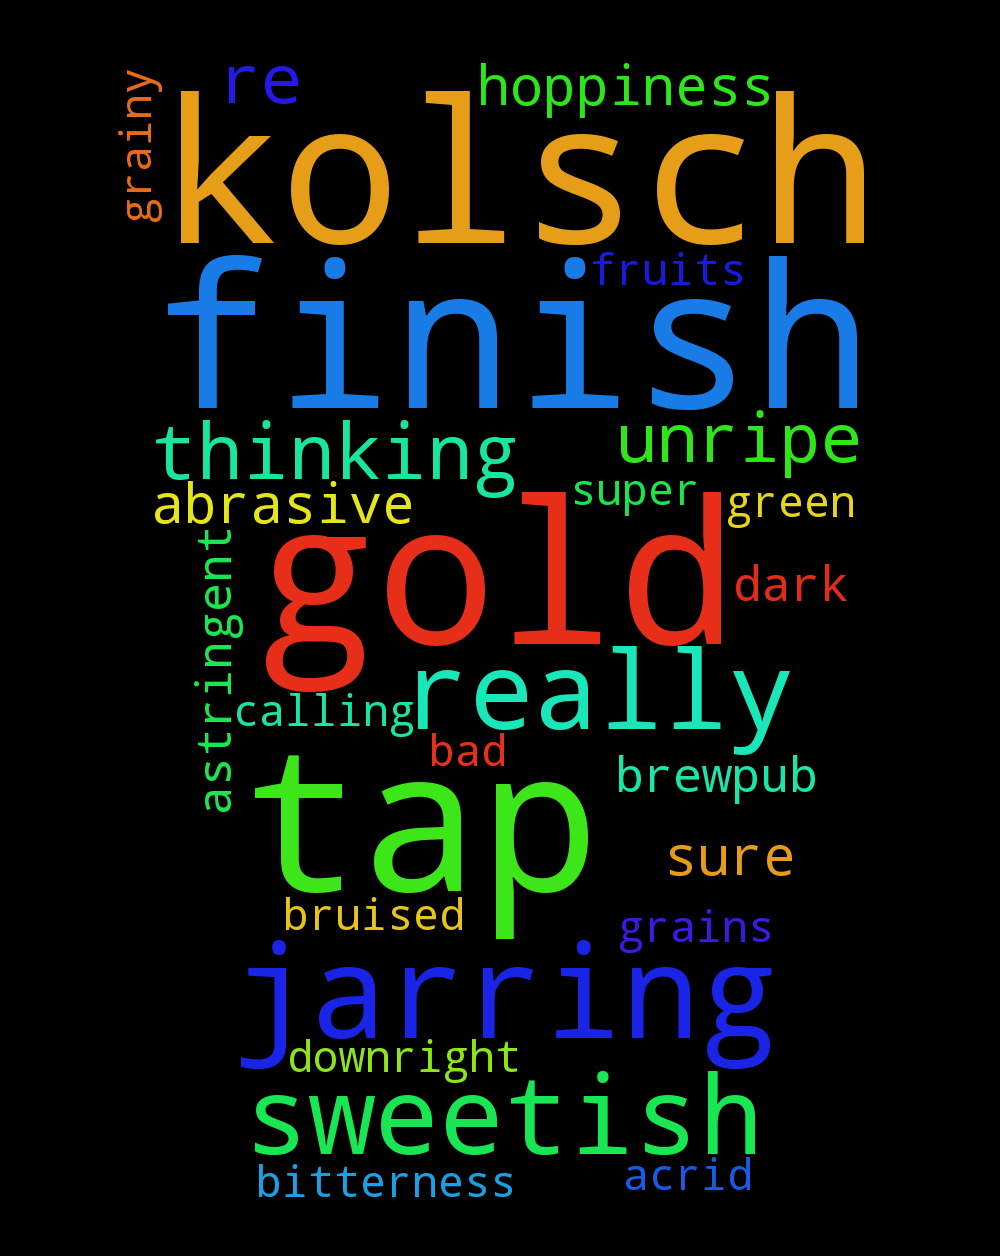 re hoppiness
grainy
kolsch
fruits
finish
thinking unripe
abrasive super green
gold
dark
astringent
really
calling
bad
brewpub
tap
sure
bruised grains
jarring
downright
sweetish
bitterness acrid